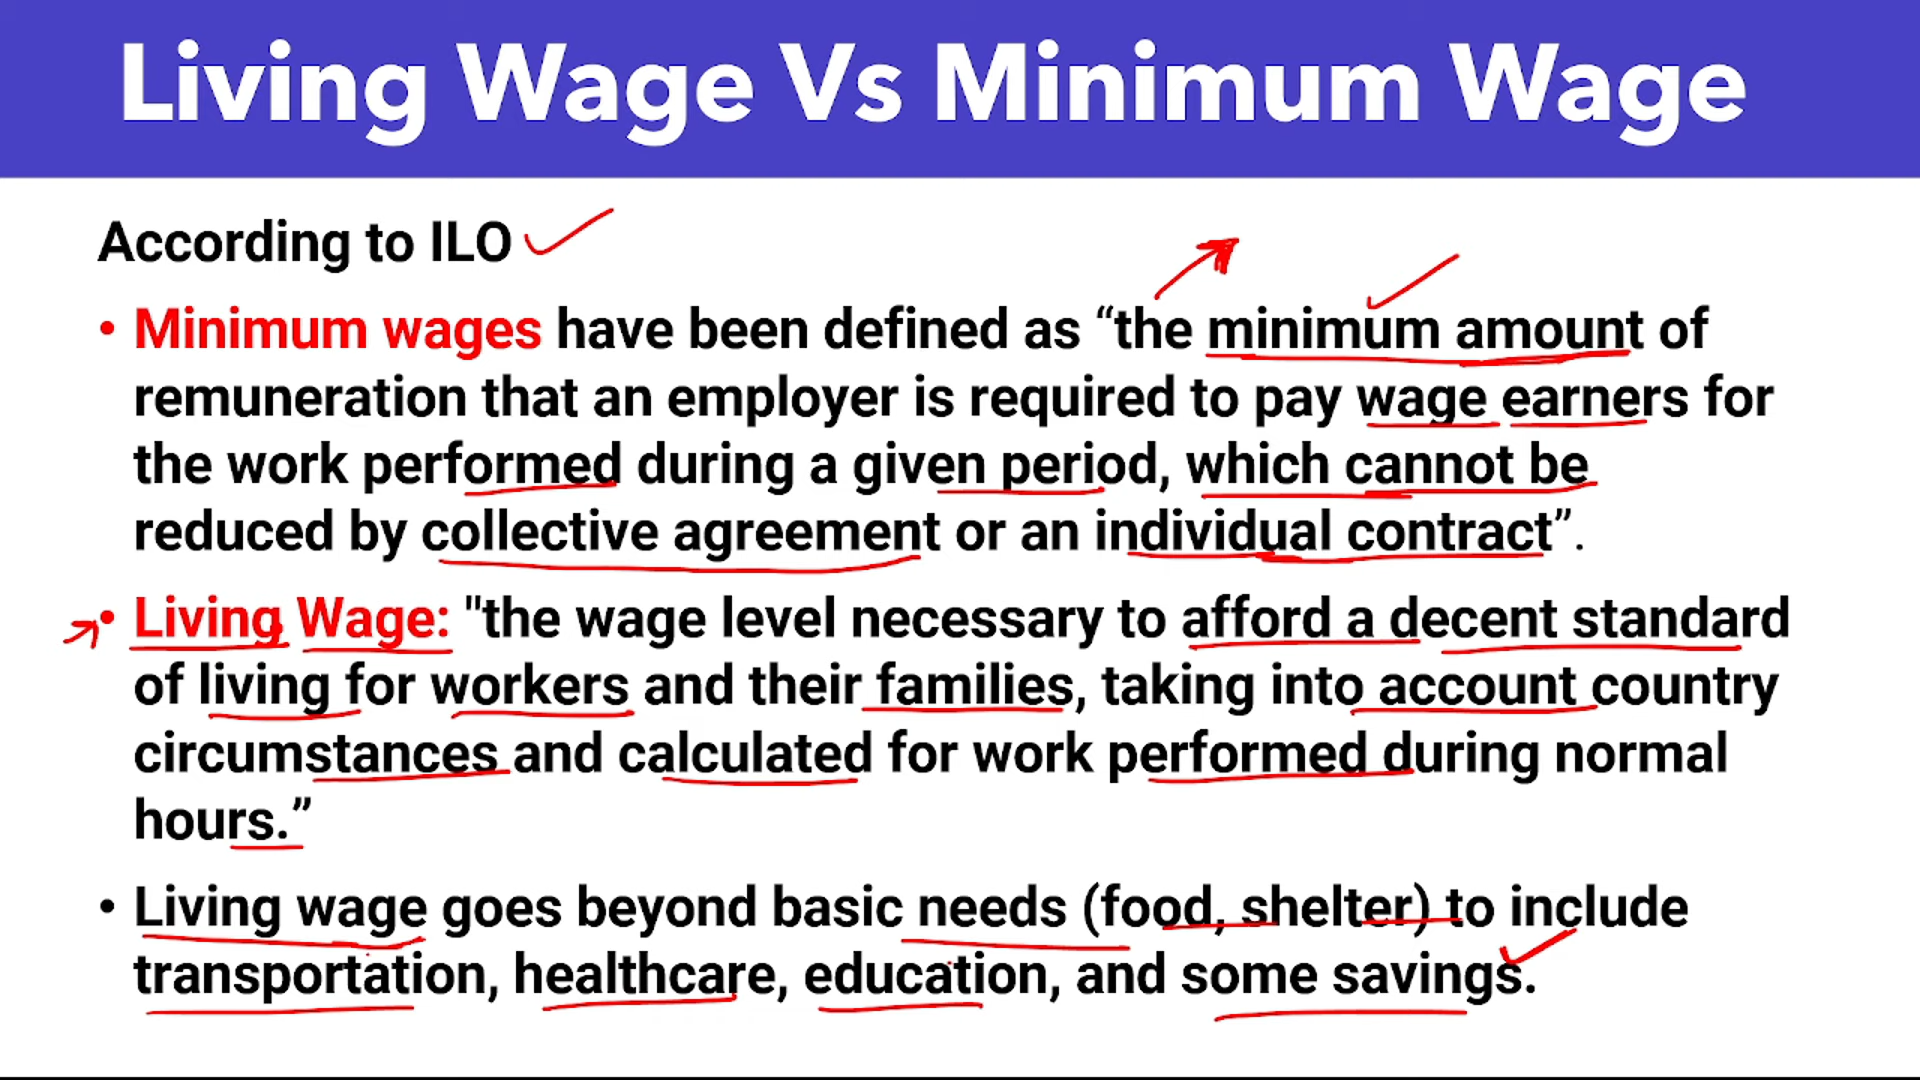 Living Wage Vs Minimum Wage
According to ILO
• Minimum wages have been defined as “the minimum amount of
remuneration that an employer is required to pay wage earners for
the work performed during a given period, which cannot be
reduced by collective agreement or an individual contract”.
• Living Wage: "the wage level necessary to afford a decent standard
of living for workers and their families, taking into account country
circumstances and calculated for work performed during normal
hours.”
• Living wage goes beyond basic needs (food, shelter) to include
transportation, healthcare, education, and some savings.